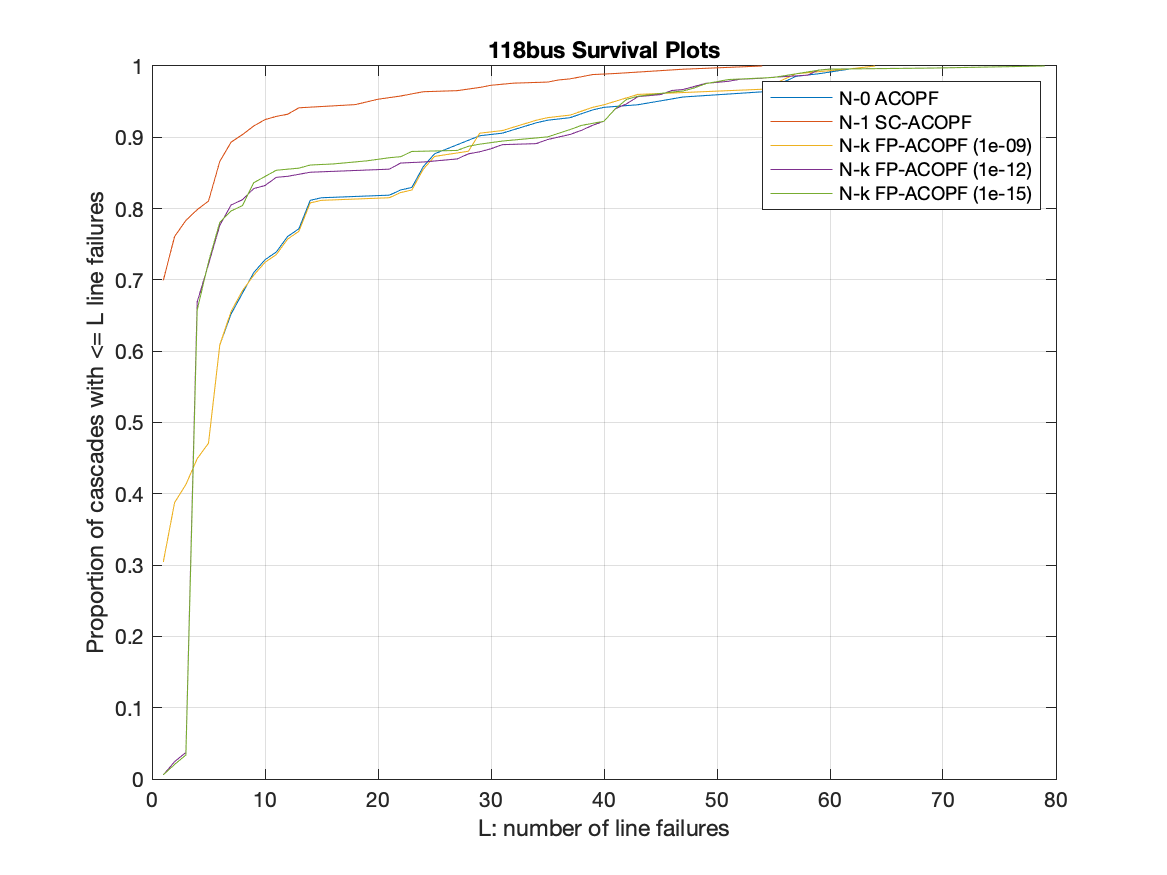 118bus Survival Plots
Proportion of cascades with <= L line failures
1
0.9
0.8
0.7
0.6
0.5
0.4
0.3
0.2
0.1
0
N-0 ACOPF
N-1 SC-ACOPF
N-k FP-ACOPF (1e-09)
N-k FP-ACOPF (1e-12)
N-k FP-ACOPF (1e-15)
0 10 20 30 40 50 60 70 80
L: number of line failures